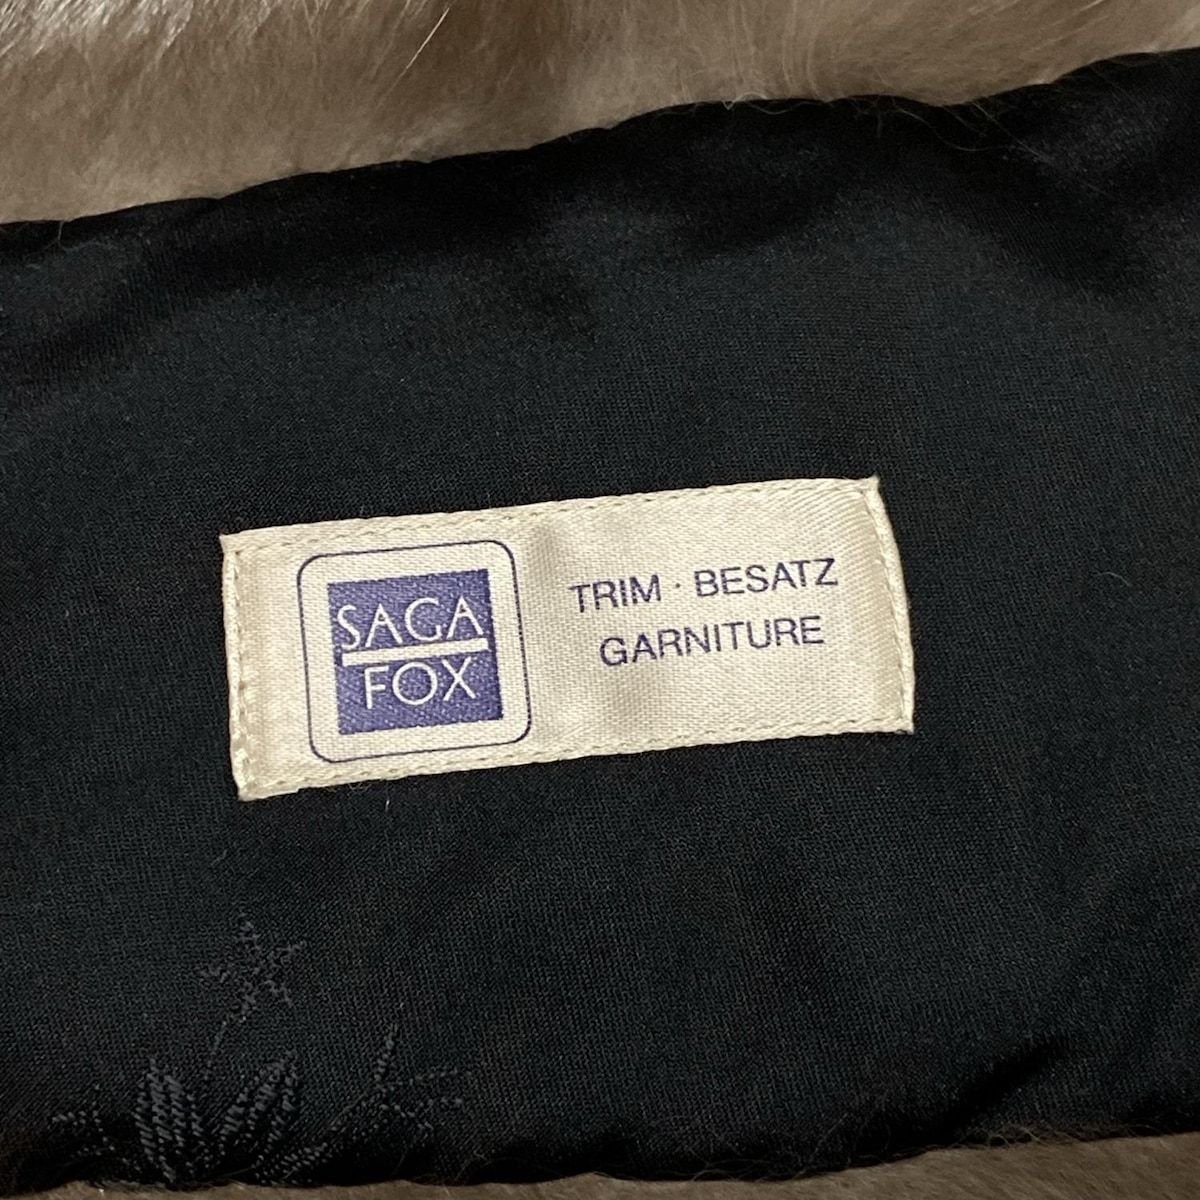 SAGA
FOX
TRIM · BESATZ
GARNITURE